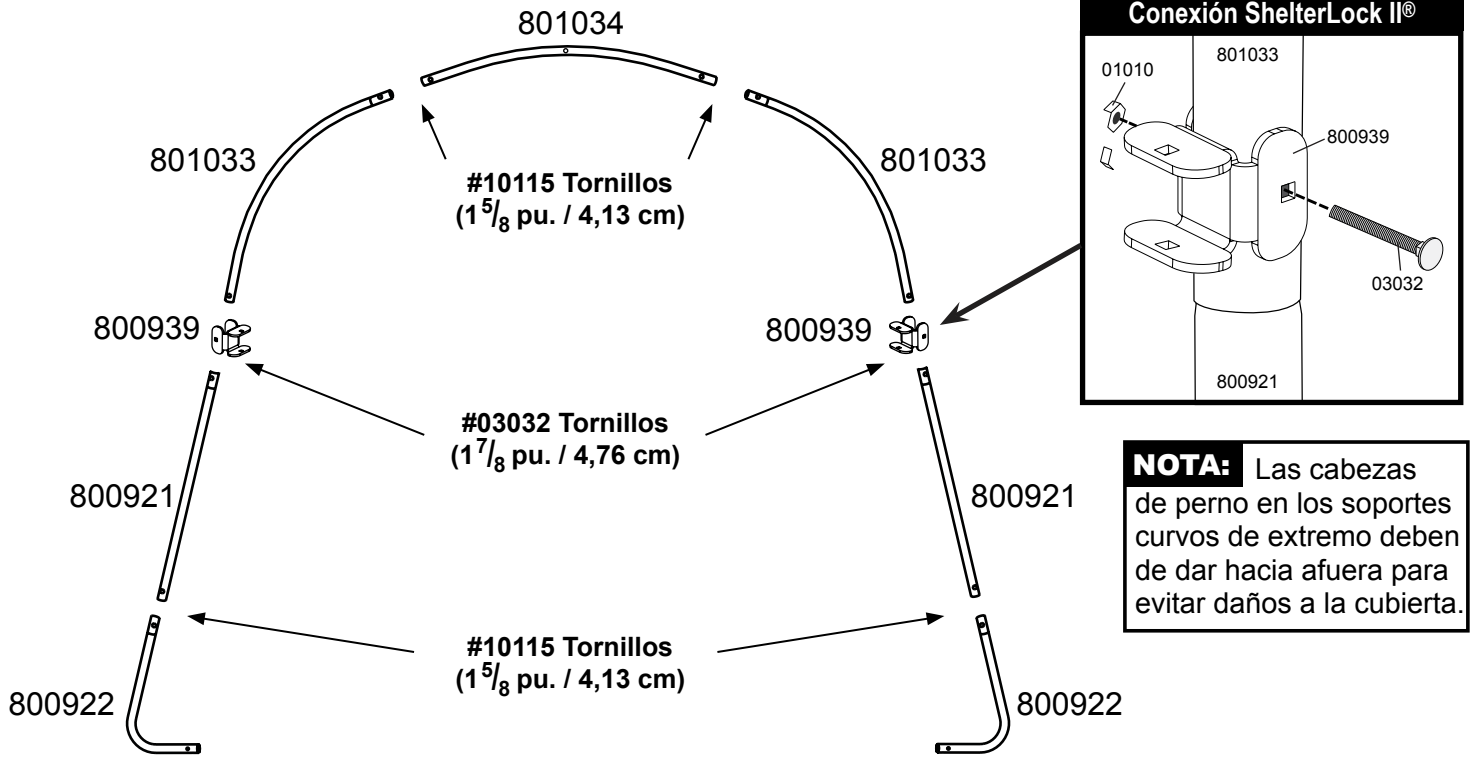 801034
801033
801033
#10115 Tornillos
(1 5/8 pu. / 4,13 cm)
800939
800939
#03032 Tornillos
(1 7/8 pu. / 4,76 cm)
800921
800921
#10115 Tornillos
(1 5/8 pu. / 4,13 cm)
800922
800922
Conexión ShelterLock II®
801033
01010
800939
03032
800921
NOTA: Las cabezas
de perno en los soportes
curvos de extremo deben
de dar hacia afuera para
evitar daños a la cubierta.